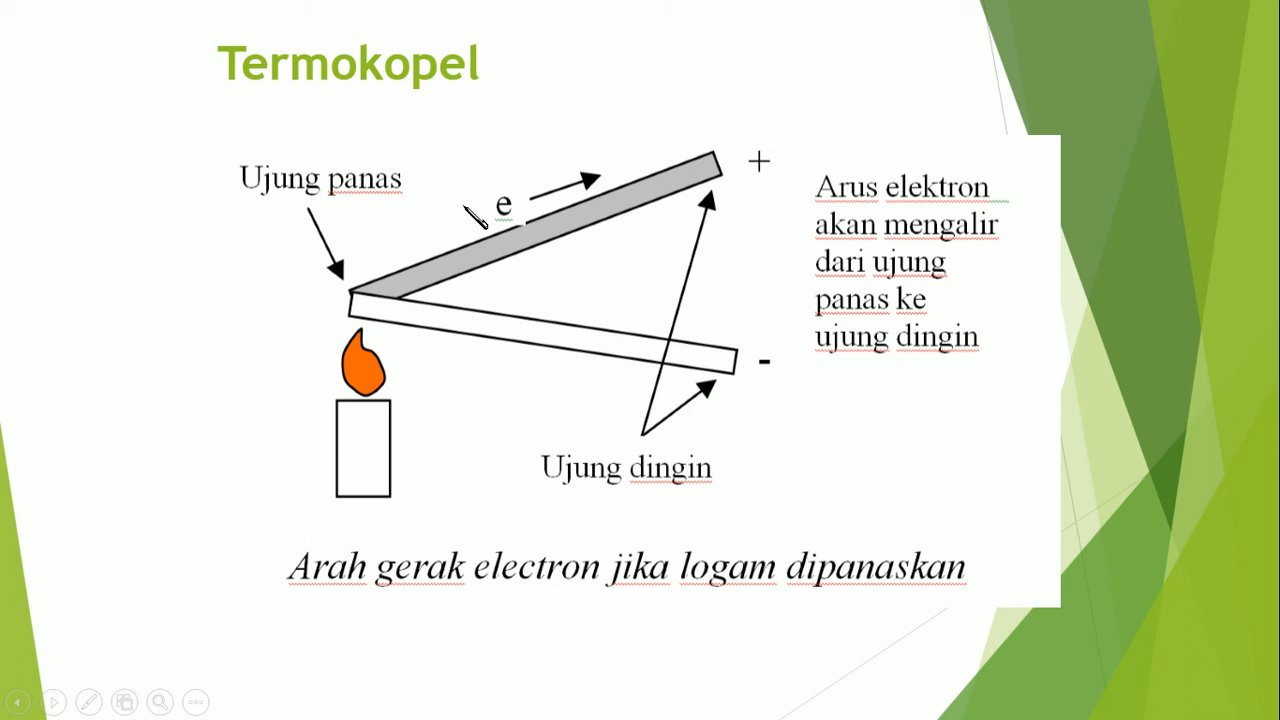 Termokopel
Ujung panas
e
+
Arus elektron
akan mengalir
dari ujung
panas ke
ujung dingin
-
Ujung dingin
Arah gerak electron jika logam dipanaskan